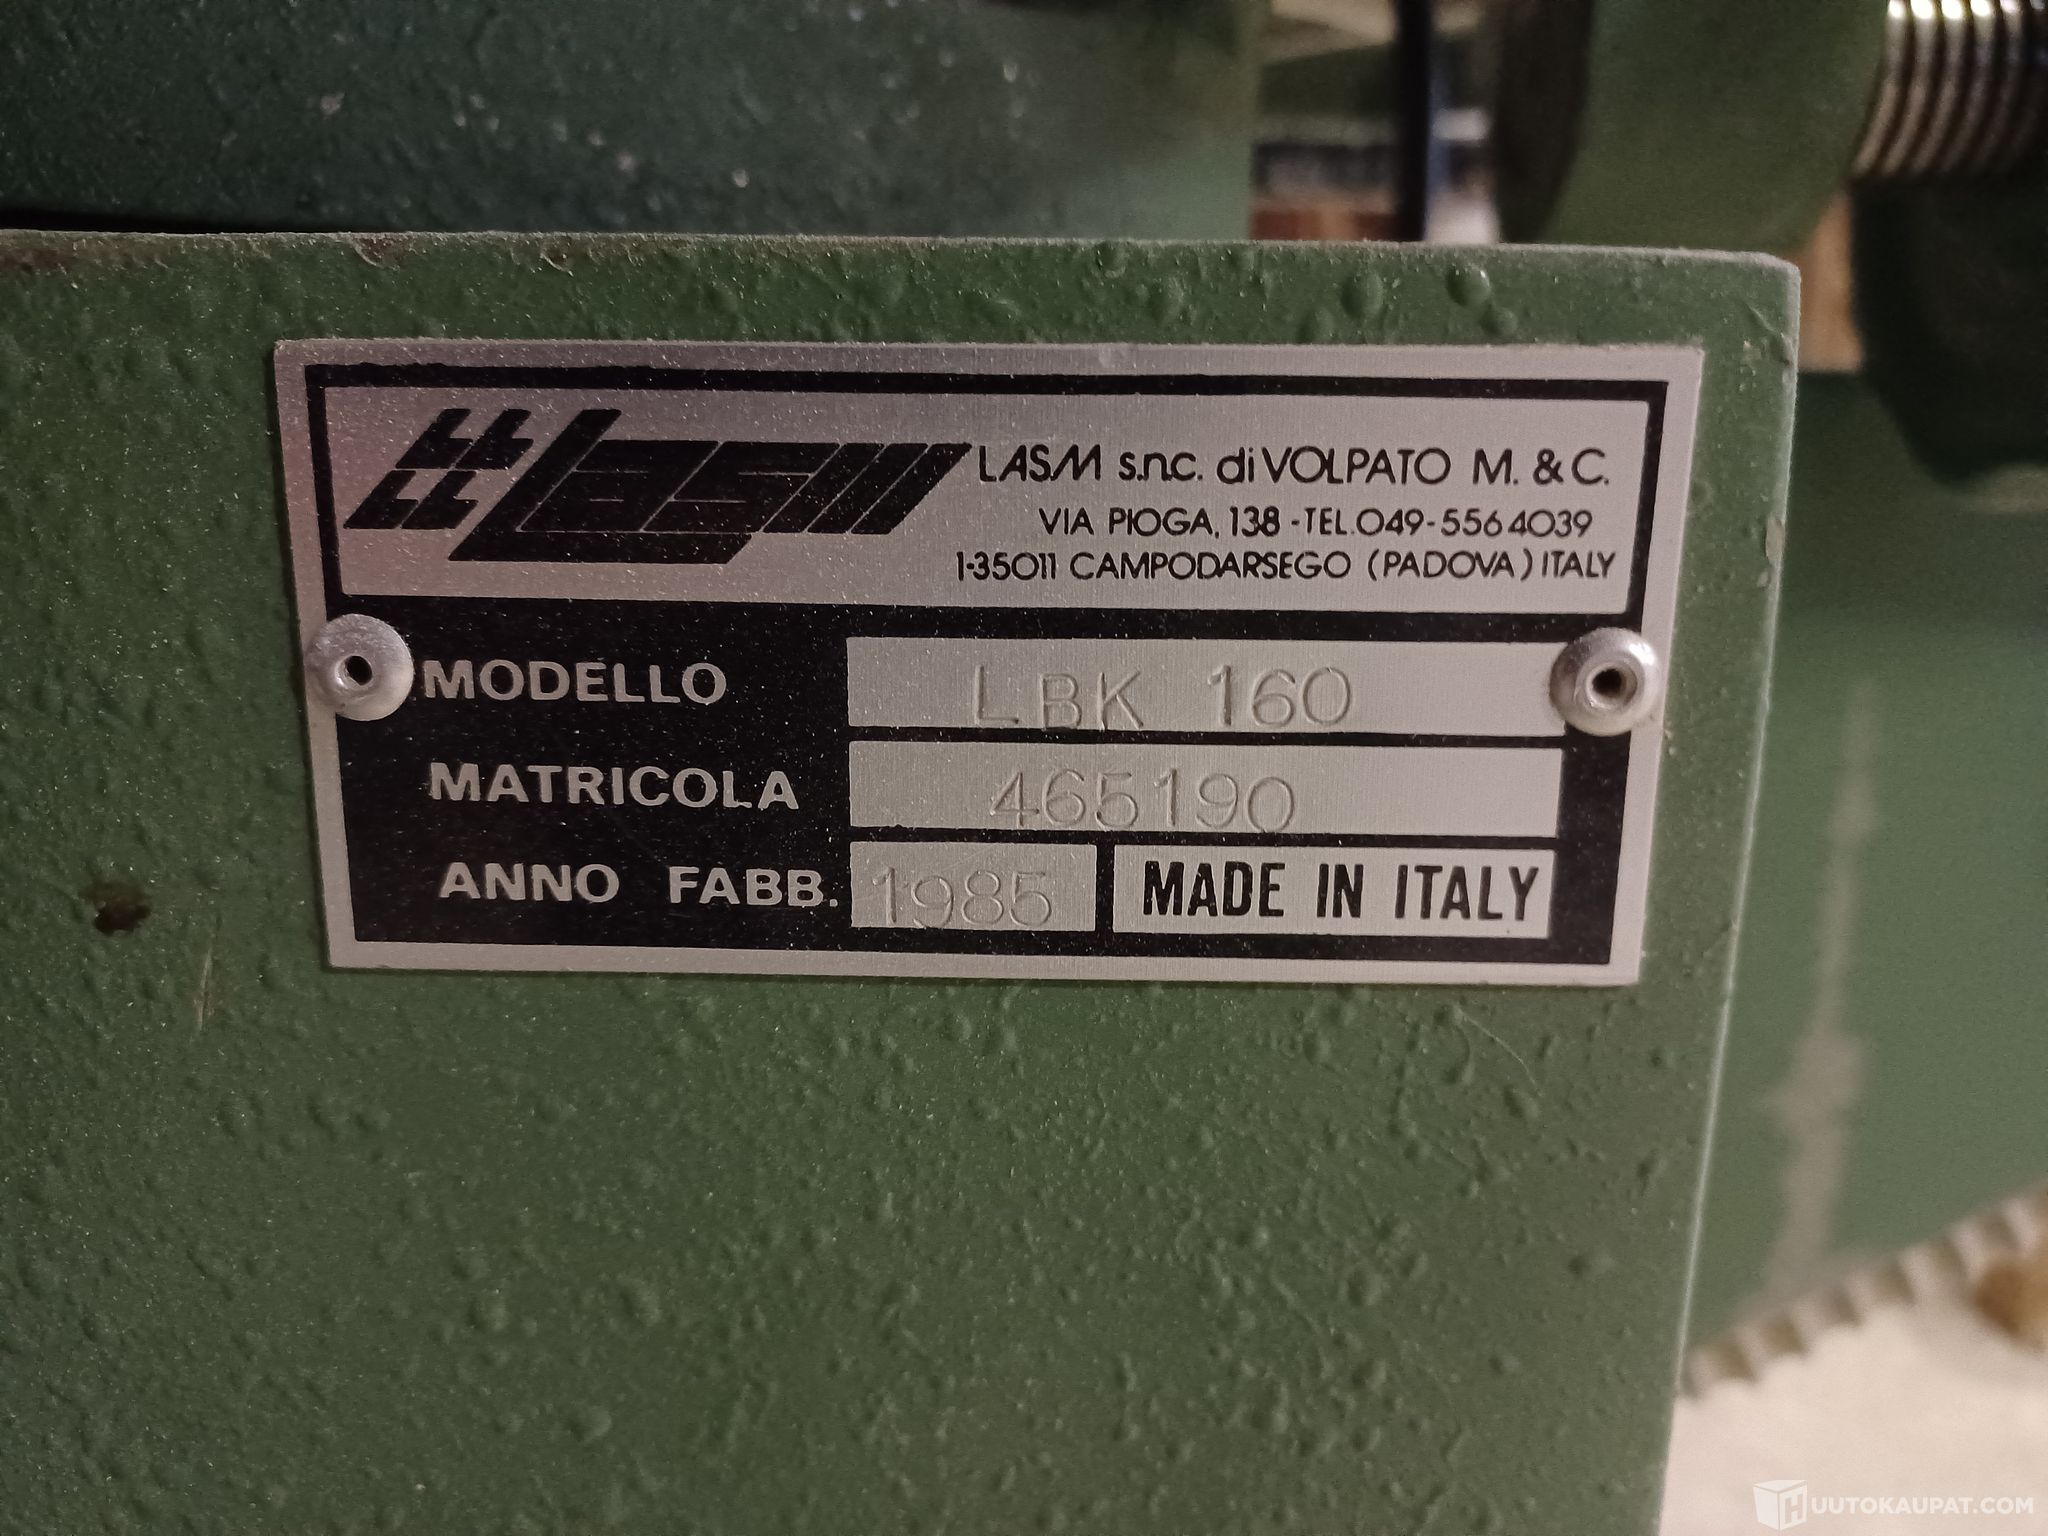 Lasm
LASM s.n.c. di VOLPATO M. & C.
VIA PIOGA, 138 - TEL. 049-5564039
I-35011 CAMPODARSEGO (PADOVA) ITALY
MODELLO LBK 160
MATRICOLA 465190
ANNO FABB. 1985 MADE IN ITALY
HUUTOKAUPAT.COM